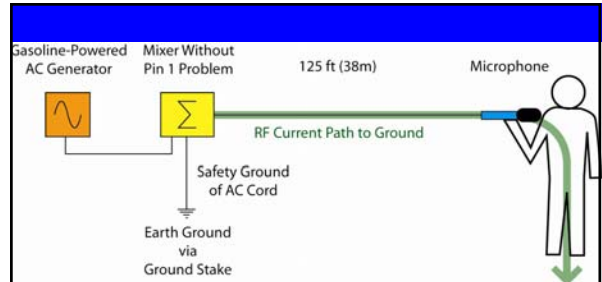 Gasoline-Powered
AC Generator
Mixer Without
Pin 1 Problem
125 ft (38m)
Microphone
Σ
RF Current Path to Ground
Safety Ground
of AC Cord
Earth Ground
via
Ground Stake